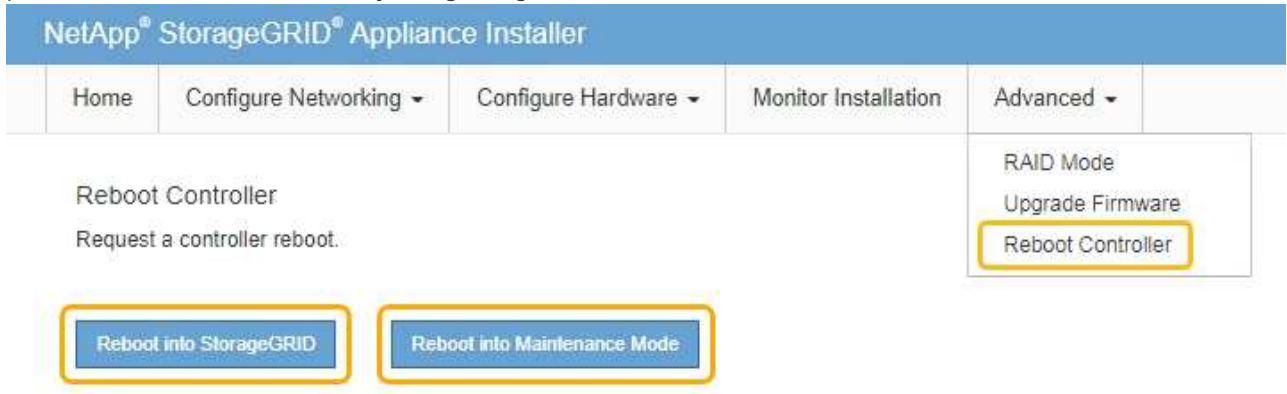 NetApp® StorageGRID® Appliance Installer
Home Configure Networking Configure Hardware Monitor Installation Advanced
RAID Mode
Upgrade Firmware
Reboot Controller
Reboot Controller
Request a controller reboot.
Reboot into StorageGRID Reboot into Maintenance Mode